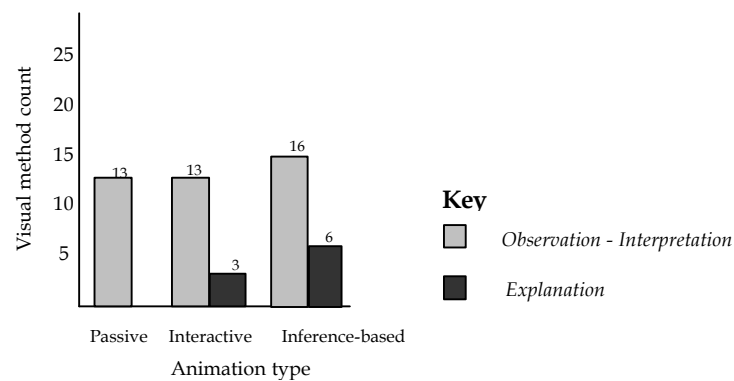 Visual method count
25
20
15
10
5
13
13
3
16
6
Passive
Interactive
Inference-based
Animation type
Key
Observation - Interpretation
Explanation